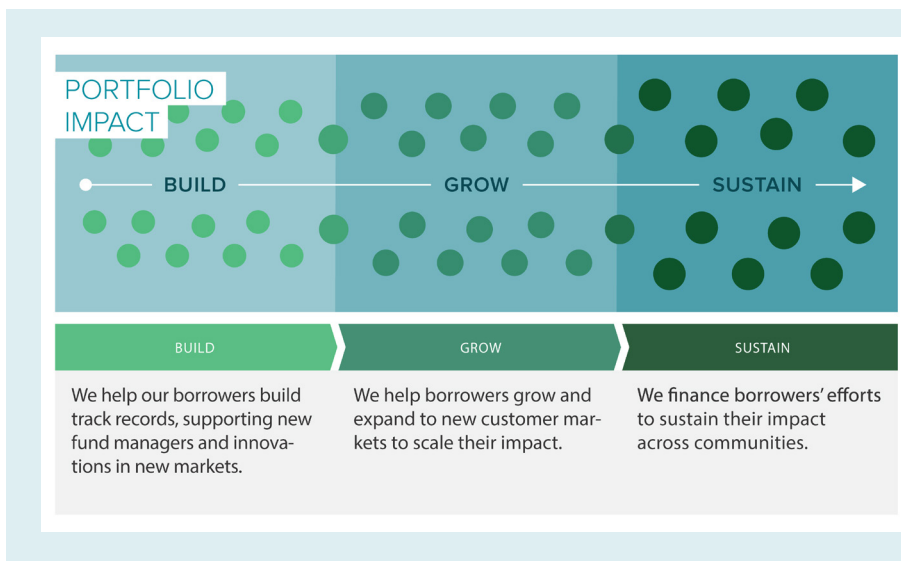 PORTFOLIO
IMPACT
BUILD
GROW
SUSTAIN
BUILD
GROW
SUSTAIN
We help our borrowers build
track records, supporting new
fund managers and innova-
tions in new markets.
We help borrowers grow and
expand to new customer mar-
kets to scale their impact.
We finance borrowers’ efforts
to sustain their impact
across communities.